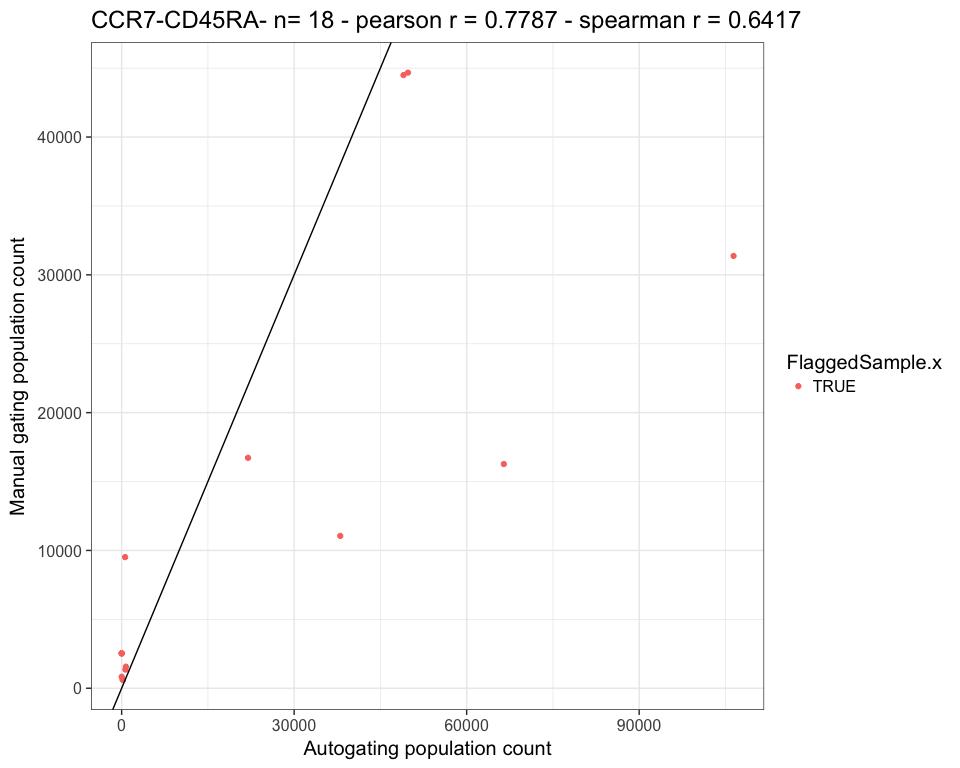 CCR7-CD45RA- n= 18 - pearson r = 0.7787 - spearman r = 0.6417
Manual gating population count
40000
30000
20000
10000
0
0 30000 60000 90000
Autogating population count
FlaggedSample.x
TRUE